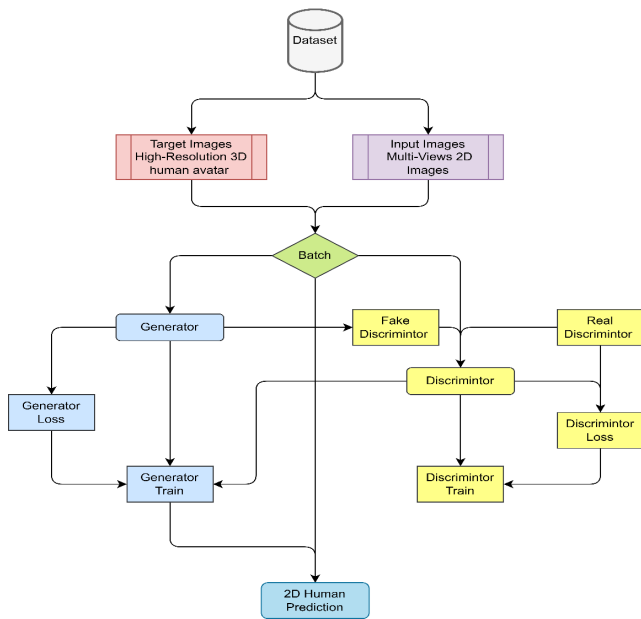 Dataset
Target Images
High-Resolution 3D
human avatar
Input Images
Multi-Views 2D
Images
Batch
Generator
Fake
Discrimintor
Real
Discrimintor
Discrimintor
Generator
Loss
Discrimintor
Loss
Generator
Train
Discrimintor
Train
2D Human
Prediction